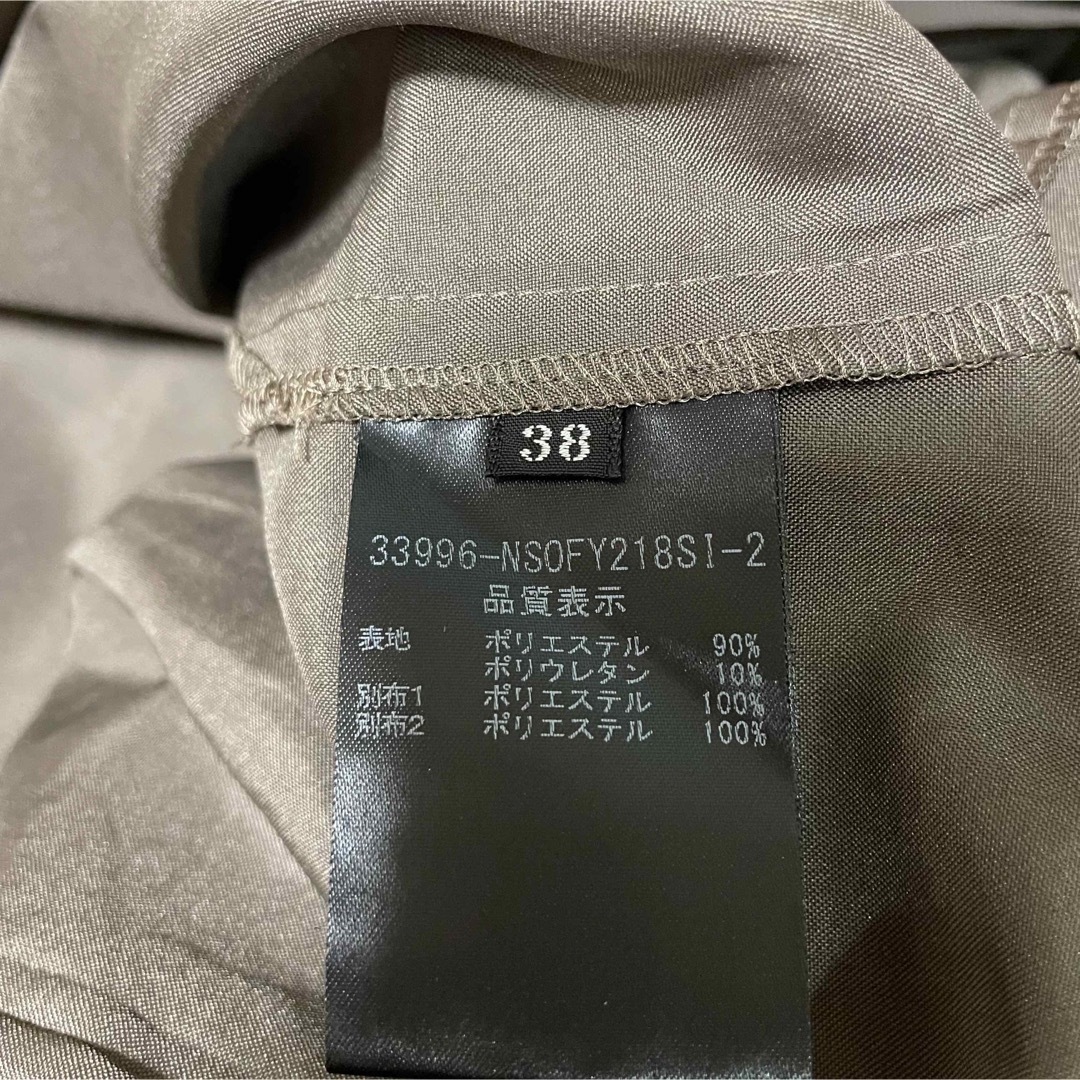 38
33996-NSOFY218SI-2
品質表示
表地 ポリエステル 90%
ポリウレタン 10%
別布1 ポリエステル 100%
別布2 ポリエステル 100%